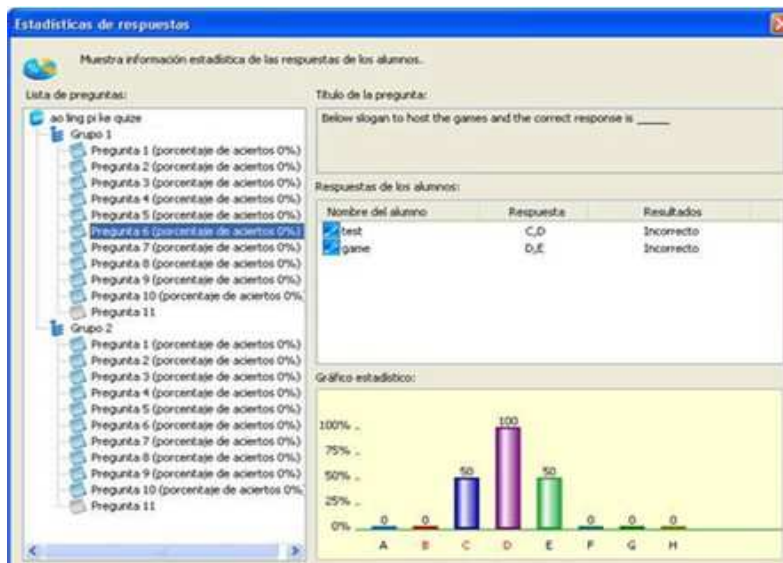 Estadísticas de respuestas
Muestra información estadística de las respuestas de los alumnos.
Lista de preguntas:
ao ling pi ke quize
Grupo 1
Pregunta 1 (porcentaje de aciertos 0%)
Pregunta 2 (porcentaje de aciertos 0%)
Pregunta 3 (porcentaje de aciertos 0%)
Pregunta 4 (porcentaje de aciertos 0%)
Pregunta 5 (porcentaje de aciertos 0%)
Pregunta 6 (porcentaje de aciertos 0%)
Pregunta 7 (porcentaje de aciertos 0%)
Pregunta 8 (porcentaje de aciertos 0%)
Pregunta 9 (porcentaje de aciertos 0%)
Pregunta 10 (porcentaje de aciertos 0%
Pregunta 11
Grupo 2
Pregunta 1 (porcentaje de aciertos 0%)
Pregunta 2 (porcentaje de aciertos 0%)
Pregunta 3 (porcentaje de aciertos 0%)
Pregunta 4 (porcentaje de aciertos 0%)
Pregunta 5 (porcentaje de aciertos 0%)
Pregunta 6 (porcentaje de aciertos 0%)
Pregunta 7 (porcentaje de aciertos 0%)
Pregunta 8 (porcentaje de aciertos 0%)
Pregunta 9 (porcentaje de aciertos 0%)
Pregunta 10 (porcentaje de aciertos 0%
Pregunta 11
Título de la pregunta:
Below slogan to host the games and the correct response is _____
Respuestas de los alumnos:
Nombre del alumno Respuesta Resultados
test C,D Incorrecto
game D,E Incorrecto
Gráfico estadístico:
100%
75%
50%
25%
0%
0 0 50 100 50 0 0 0
A B C D E F G H